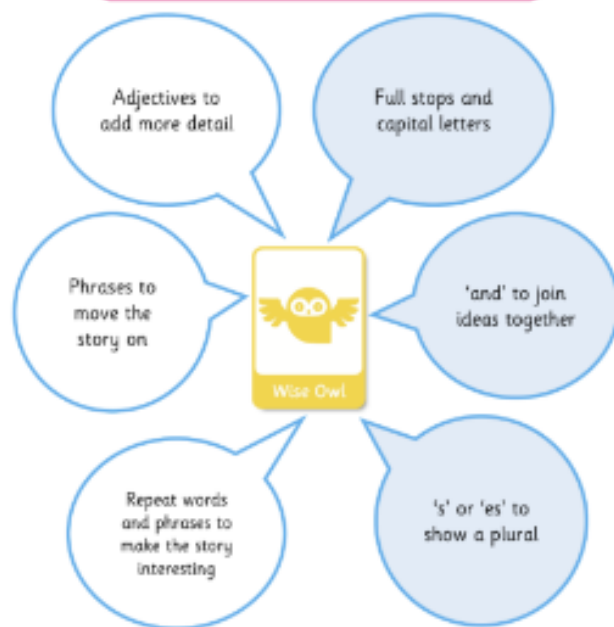 Adjectives to
add more detail
Full stops and
capital letters
Phrases to
move the
story on
'and' to join
ideas together
Wise Owl
Repeat words
and phrases to
make the story
interesting
's' or 'es' to
show a plural